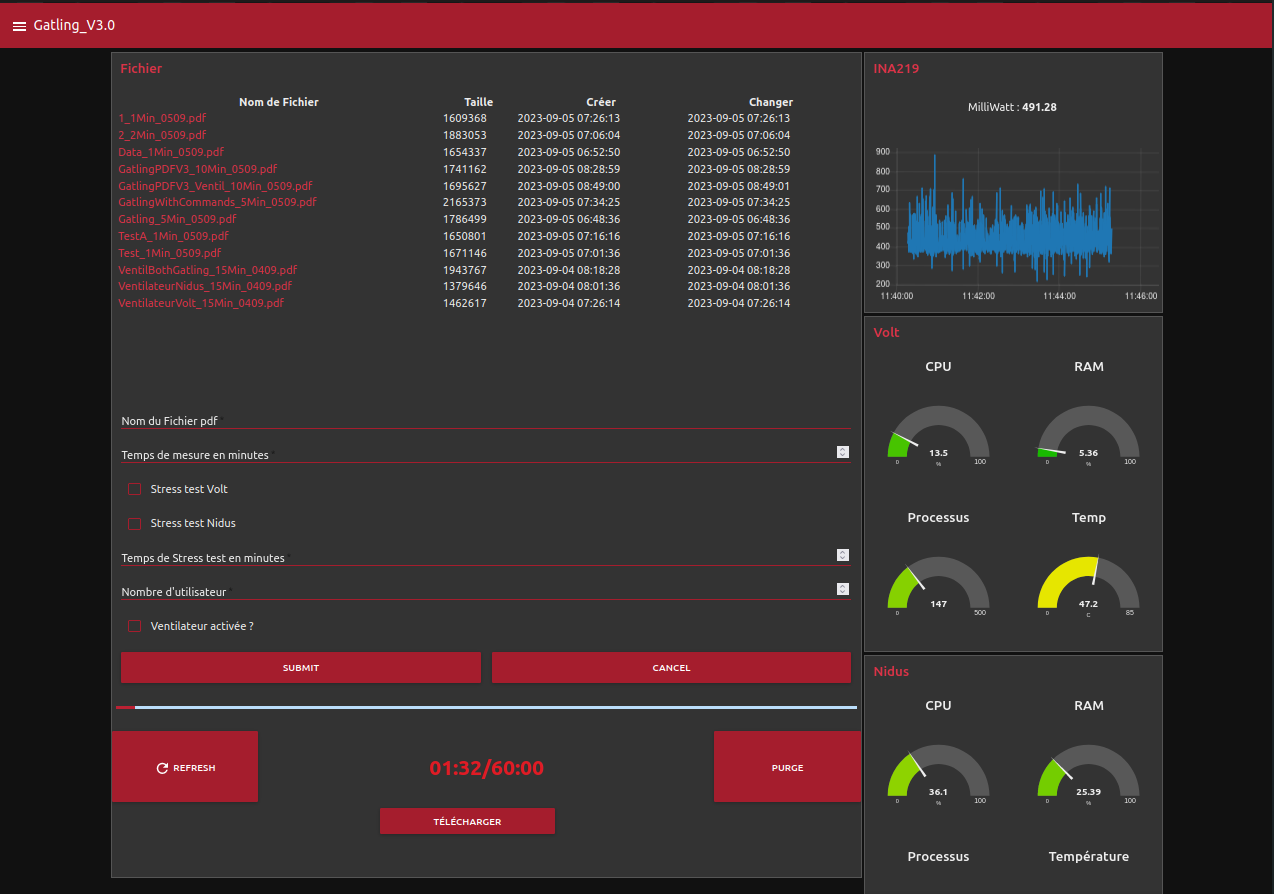 Gatling_V3.0
Fichier
Nom de Fichier Taille Créer Changer
1_1Min_0509.pdf 1609368 2023-09-05 07:26:13 2023-09-05 07:26:13
2_2Min_0509.pdf 1883053 2023-09-05 07:06:04 2023-09-05 07:06:04
Data_1Min_0509.pdf 1654337 2023-09-05 06:52:50 2023-09-05 06:52:50
GatlingPDFV3_10Min_0509.pdf 1741162 2023-09-05 08:28:59 2023-09-05 08:28:59
GatlingPDFV3_Ventil_10Min_0509.pdf 1695627 2023-09-05 08:49:00 2023-09-05 08:49:01
GatlingWithCommands_5Min_0509.pdf 2165373 2023-09-05 07:34:25 2023-09-05 07:34:25
Gatling_5Min_0509.pdf 1786499 2023-09-05 06:48:36 2023-09-05 06:48:36
TestA_1Min_0509.pdf 1650801 2023-09-05 07:16:16 2023-09-05 07:16:16
Test_1Min_0509.pdf 1671146 2023-09-05 07:01:36 2023-09-05 07:01:36
VentilBothGatling_15Min_0409.pdf 1943767 2023-09-04 08:18:28 2023-09-04 08:18:28
VentilateurNidus_15Min_0409.pdf 1379646 2023-09-04 08:01:36 2023-09-04 08:01:36
VentilateurVolt_15Min_0409.pdf 1462617 2023-09-04 07:26:14 2023-09-04 07:26:14
Nom du Fichier pdf
Temps de mesure en minutes *
Stress test Volt
Stress test Nidus
Temps de Stress test en minutes *
Nombre d'utilisateur *
Ventilateur activée ?
SUBMIT CANCEL
REFRESH 01:32/60:00 PURGE
TÉLÉCHARGER
INA219
MilliWatt : 491.28
900
800
700
600
500
400
300
200
11:40:00 11:42:00 11:44:00 11:46:00
Volt
CPU RAM
13.5 5.36
0 % 100 0 % 100
Processus Temp
147 47.2
0 500 0 C 85
Nidus
CPU RAM
36.1 25.39
0 % 100 0 % 100
Processus Température